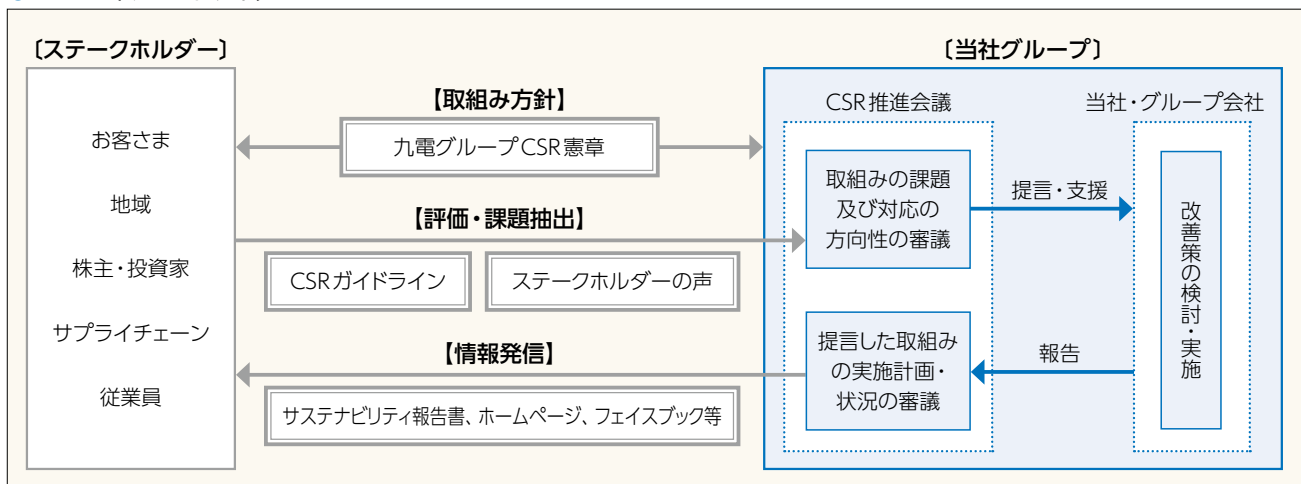 〔ステークホルダー〕
お客さま
地域
株主・投資家
サプライチェーン
従業員
【取組み方針】
九電グループCSR憲章
【評価・課題抽出】
CSRガイドライン
ステークホルダーの声
【情報発信】
サステナビリティ報告書、ホームページ、フェイスブック等
〔当社グループ〕
CSR推進会議
取組みの課題
及び対応の
方向性の審議
提言した取組み
の実施計画・
状況の審議
提言・支援
報告
当社・グループ会社
改善策の検討・実施